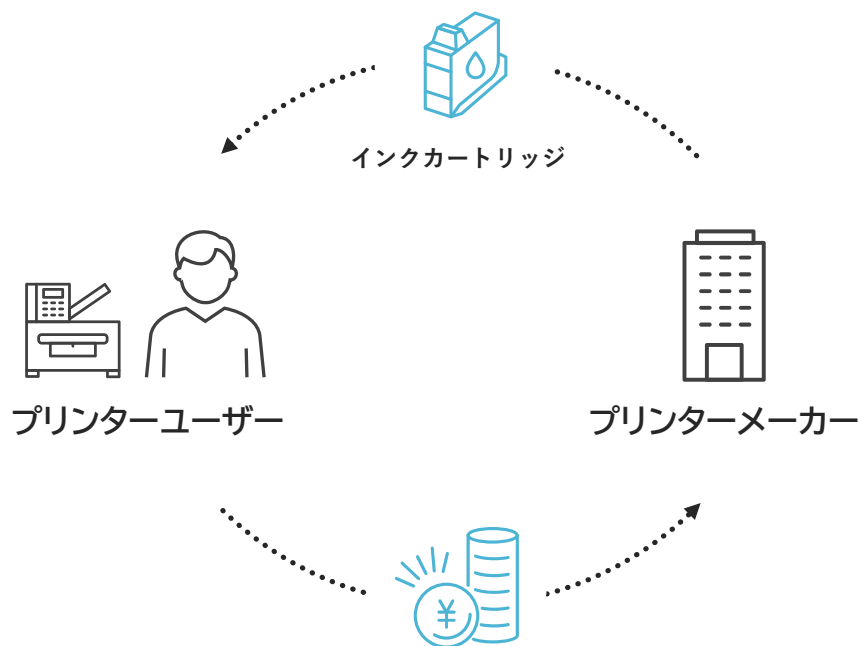 インクカートリッジ
プリンターユーザー
プリンターメーカー
¥